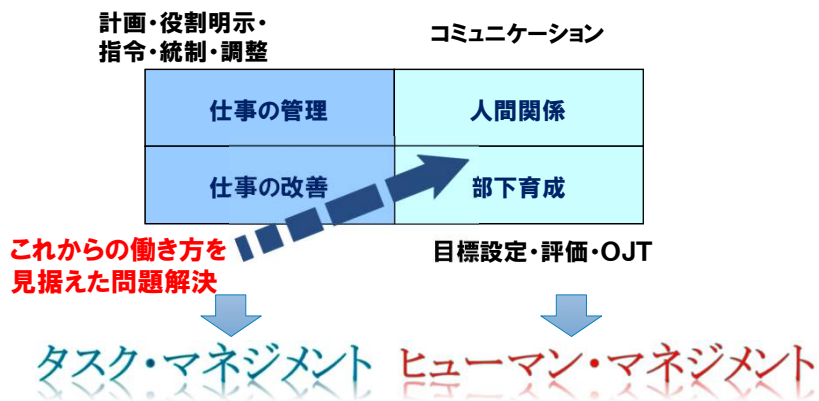 計画・役割明示・
指令・統制・調整
コミュニケーション
仕事の管理
人間関係
仕事の改善
部下育成
これからの働き方を
見据えた問題解決
目標設定・評価・OJT
タスク・マネジメント
ヒューマン・マネジメント